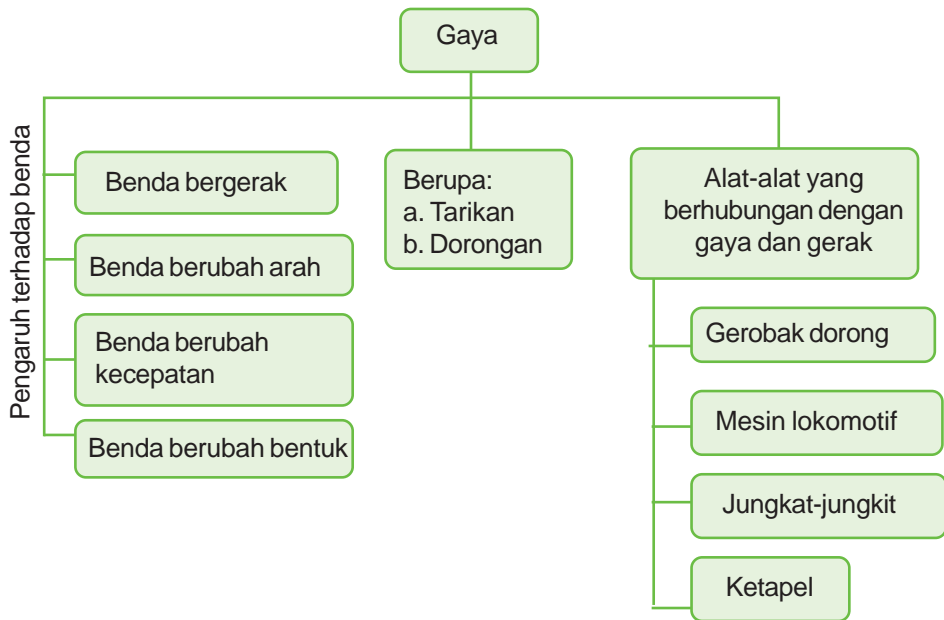 Gaya
Pengaruh terhadap benda
Benda bergerak
Benda berubah arah
Benda berubah
kecepatan
Benda berubah bentuk
Berupa:
a. Tarikan
b. Dorongan
Alat-alat yang
berhubungan dengan
gaya dan gerak
Gerobak dorong
Mesin lokomotif
Jungkat-jungkit
Ketapel